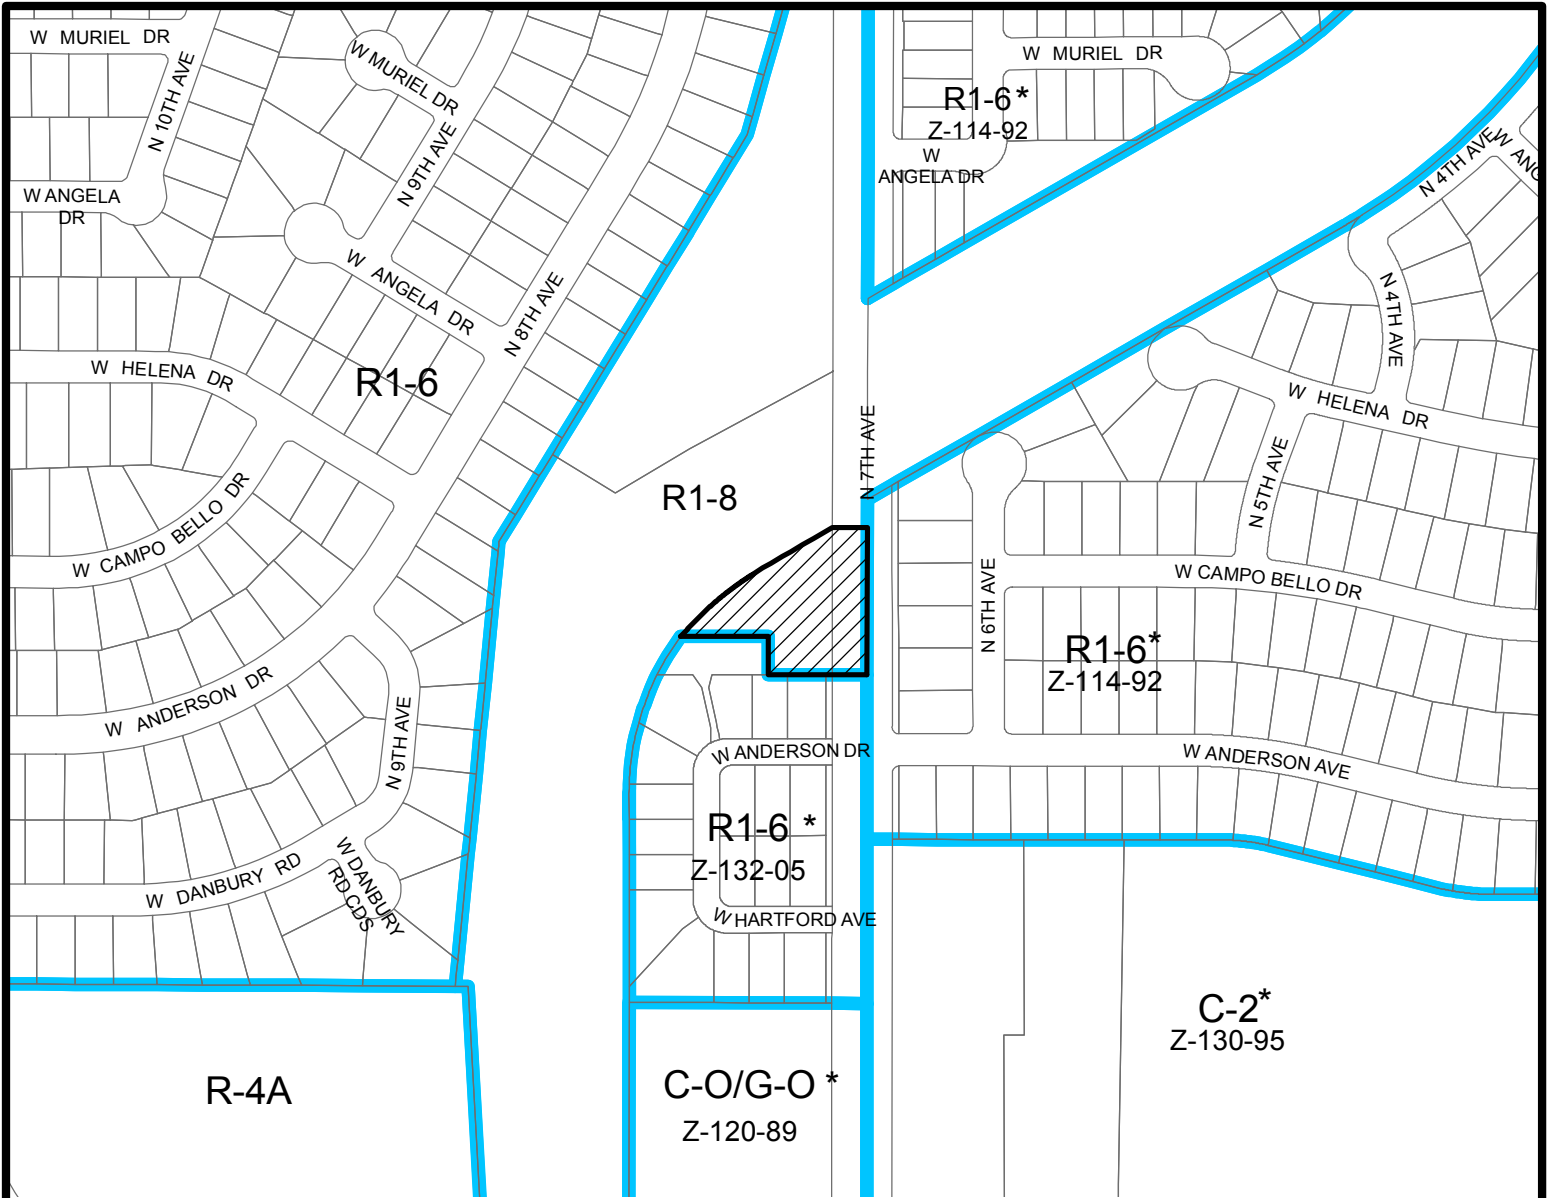 W MURIEL DR
N 10TH AVE
W ANGELA
DR
W MURIEL DR
N 9TH AVE
W ANGELA DR
N 8TH AVE
W HELENA DR
R1-6
W CAMPO BELLO DR
W ANDERSON DR
N 9TH AVE
W DANBURY RD
W DANBURY
RD CDS
R-4A
R1-8
N 7TH AVE
W MURIEL DR
R1-6*
Z-114-92
W
ANGELA DR
N 4TH AVE
N 4TH AVE
W HELENA DR
N 5TH AVE
W CAMPO BELLO DR
N 6TH AVE
R1-6*
Z-114-92
W ANDERSON AVE
W ANDERSON DR
R1-6 *
Z-132-05
W HARTFORD AVE
C-O/G-O *
Z-120-89
C-2*
Z-130-95